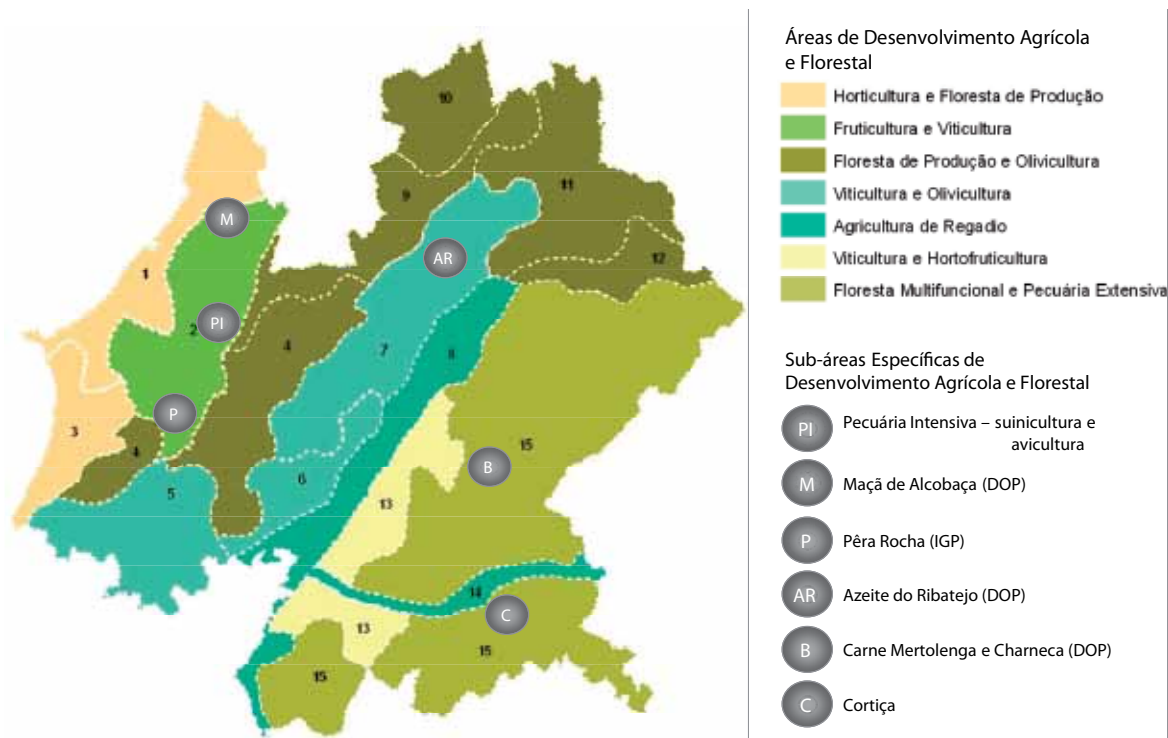 10
11
9
M
12
AR
1
PI
2
4
7
8
P
3
15
4
B
6
5
13
14
C
13
15
15
Áreas de Desenvolvimento Agrícola
e Florestal
Horticultura e Floresta de Produção
Fruticultura e Viticultura
Floresta de Produção e Olivicultura
Viticultura e Olivicultura
Agricultura de Regadio
Viticultura e Hortofruticultura
Floresta Multifuncional e Pecuária Extensiva
Sub-áreas Específicas de
Desenvolvimento Agrícola e Florestal
PI Pecuária Intensiva – suinicultura e
avicultura
M Maçã de Alcobaça (DOP)
P Pêra Rocha (IGP)
AR Azeite do Ribatejo (DOP)
B Carne Mertolenga e Charneca (DOP)
C Cortiça